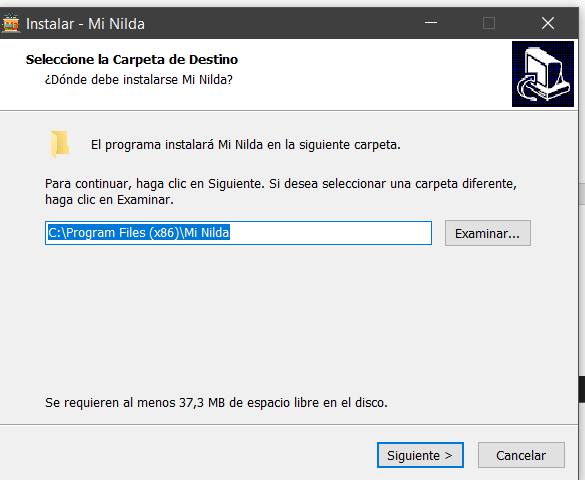 Instalar - Mi Nilda
Seleccione la Carpeta de Destino
¿Dónde debe instalarse Mi Nilda?
El programa instalará Mi Nilda en la siguiente carpeta.
Para continuar, haga clic en Siguiente. Si desea seleccionar una carpeta diferente,
haga clic en Examinar.
C:\Program Files (x86)\Mi Nilda
Examinar...
Se requieren al menos 37,3 MB de espacio libre en el disco.
Siguiente >
Cancelar